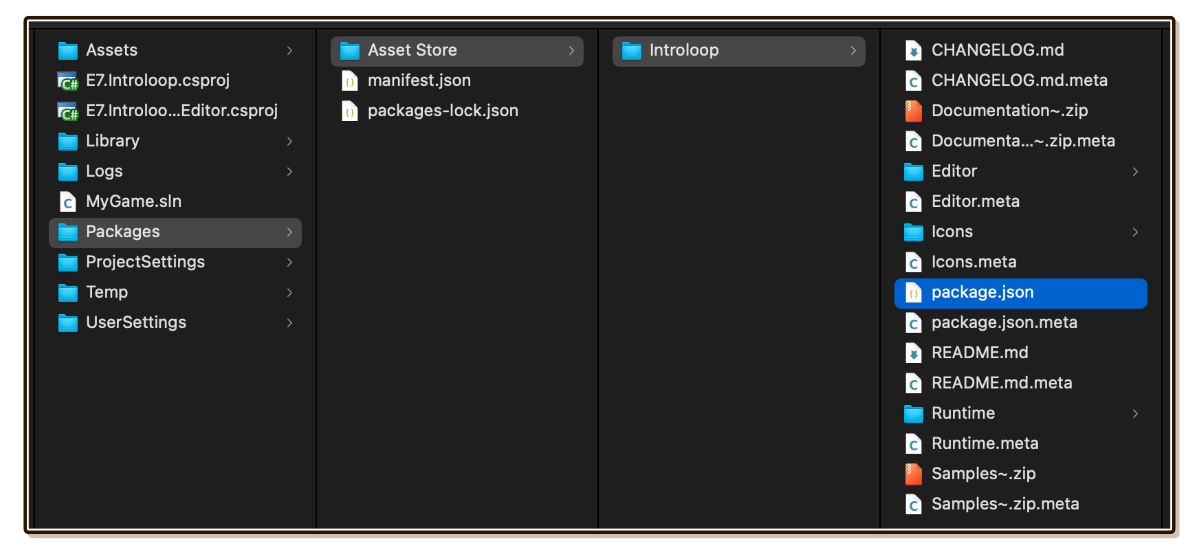 Assets
E7.Introloop.csproj
E7.Introloo...Editor.csproj
Library
Logs
MyGame.sln
Packages
ProjectSettings
Temp
UserSettings
Asset Store
manifest.json
packages-lock.json
Introloop
CHANGELOG.md
CHANGELOG.md.meta
Documentation~.zip
Documenta...~.zip.meta
Editor
Editor.meta
Icons
Icons.meta
package.json
package.json.meta
README.md
README.md.meta
Runtime
Runtime.meta
Samples~.zip
Samples~.zip.meta